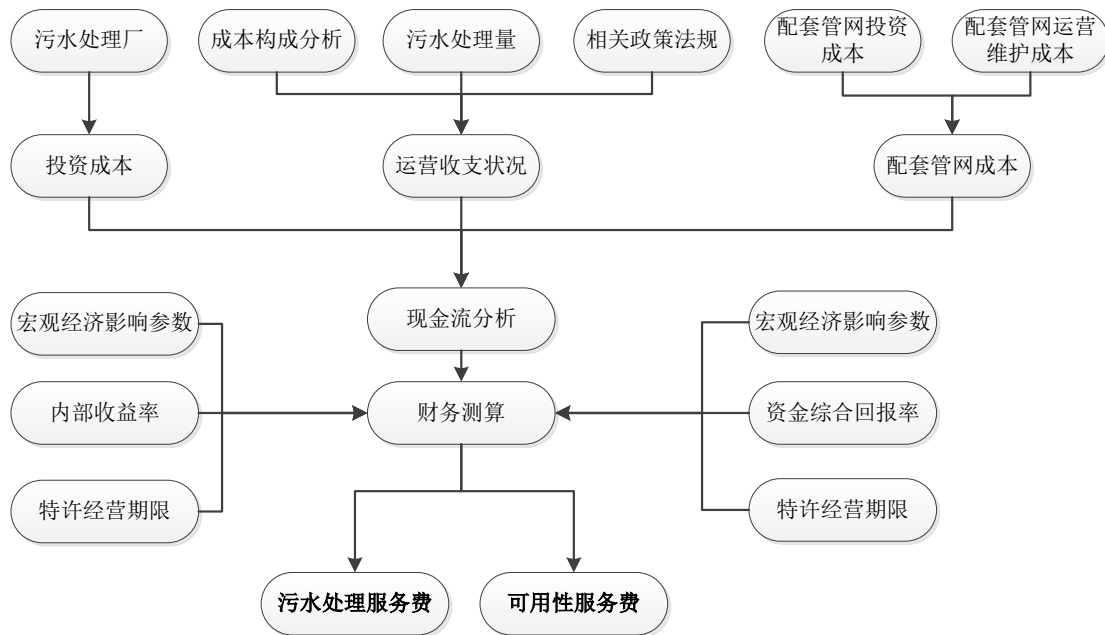 污水处理厂
成本构成分析
污水处理量
相关政策法规
配套管网投资
成本
配套管网运营
维护成本
投资成本
运营收支状况
配套管网成本
现金流分析
宏观经济影响参数
宏观经济影响参数
内部收益率
财务测算
资金综合回报率
特许经营期限
特许经营期限
污水处理服务费
可用性服务费